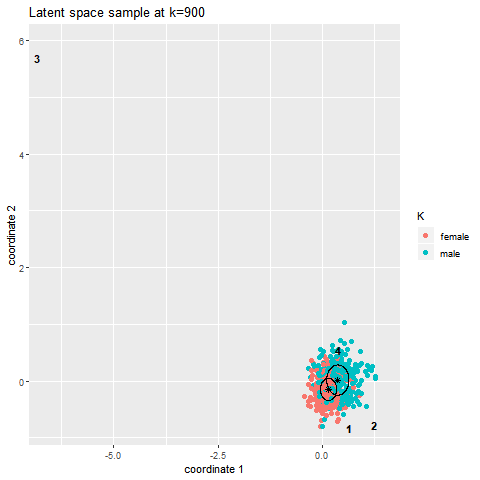 Latent space sample at k=900
6
3
4
coordinate 2
2
0
4
1
2
-5.0
-2.5
0.0
coordinate 1
K
female
male